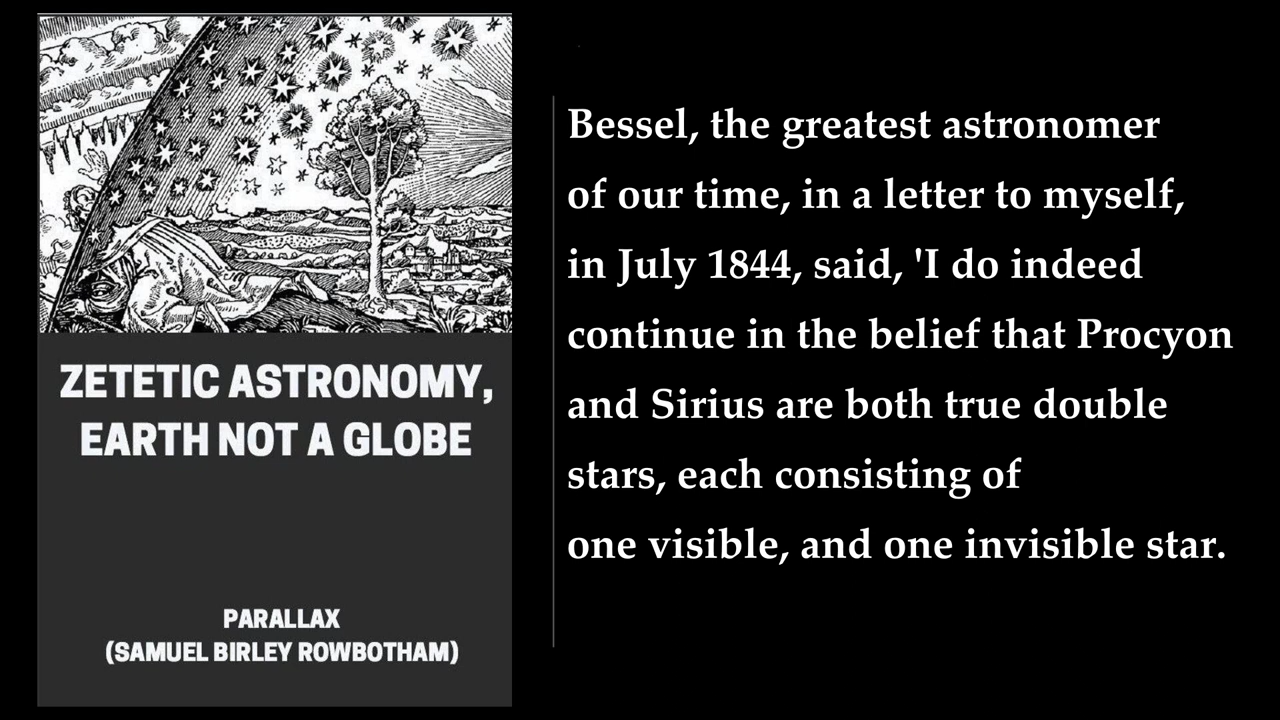 ZETETIC ASTRONOMY,
EARTH NOT A GLOBE
PARALLAX
(SAMUEL BIRLEY ROWBOTHAM)
Bessel, the greatest astronomer
of our time, in a letter to myself,
in July 1844, said, 'I do indeed
continue in the belief that Procyon
and Sirius are both true double
stars, each consisting of
one visible, and one invisible star.